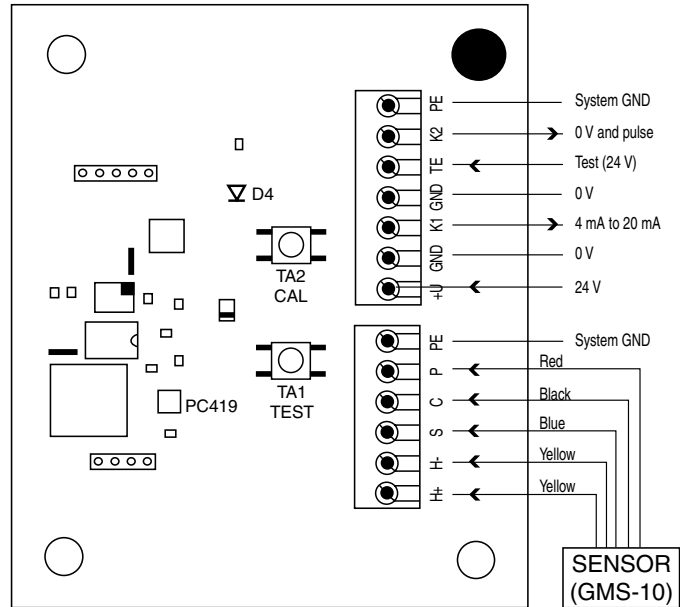 PE System GND
K2 0 V and pulse
TE Test (24 V)
GND 0 V
K1 4 mA to 20 mA
GND 0 V
+U 24 V
D4
TA2
CAL
PE System GND
P Red
C Black
S Blue
H- Yellow
H+ Yellow
TA1
TEST
PC419
SENSOR
(GMS-10)